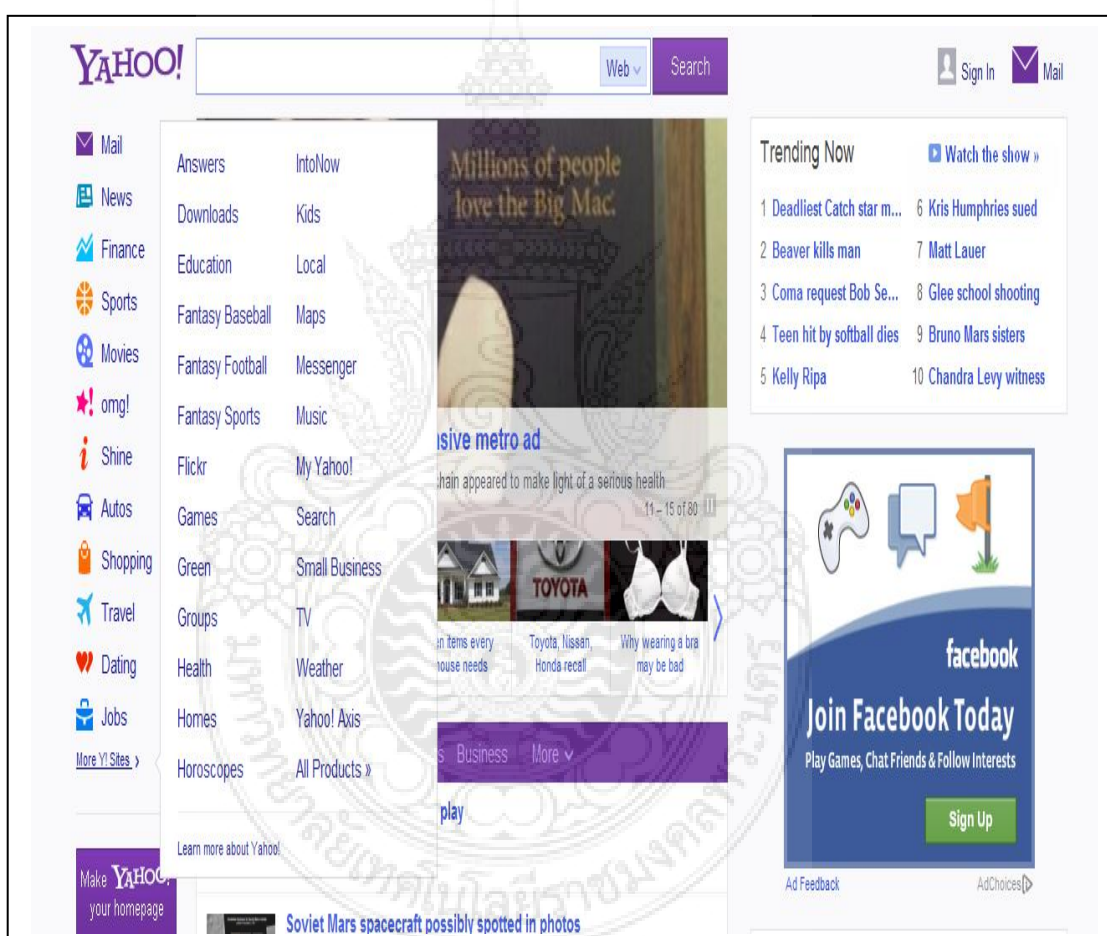 YAHOO!
Web
Search
Sign In
Mail
Mail
News
Finance
Sports
Movies
omg!
Shine
Autos
Shopping
Travel
Dating
Jobs
More Y! Sites ›
Make YAHOO!
your homepage
Answers
Downloads
Education
Fantasy Baseball
Fantasy Football
Fantasy Sports
Flickr
Games
Green
Groups
Health
Homes
Horoscopes
IntoNow
Kids
Local
Maps
Messenger
Music
My Yahoo!
Search
Small Business
TV
Weather
Yahoo! Axis
All Products »
Learn more about Yahoo!
Millions of people
love the Big Mac.
metro ad
appeared to make light of a serious health
11 – 15 of 80
TOYOTA
items every
house needs
Toyota, Nissan,
Honda recall
Why wearing a bra
may be bad
Business
More
play
Soviet Mars spacecraft possibly spotted in photos
Trending Now
Watch the show »
1 Deadliest Catch star m...
2 Beaver kills man
3 Coma request Bob Se...
4 Teen hit by softball dies
5 Kelly Ripa
6 Kris Humphries sued
7 Matt Lauer
8 Glee school shooting
9 Bruno Mars sisters
10 Chandra Levy witness
facebook
Join Facebook Today
Play Games, Chat Friends & Follow Interests
Sign Up
Ad Feedback
AdChoices